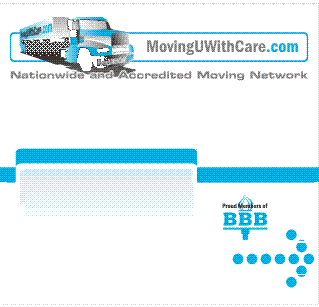 MovingUWithCare.com
Nationwide and Accredited Moving Network
Proud Members of
BBB